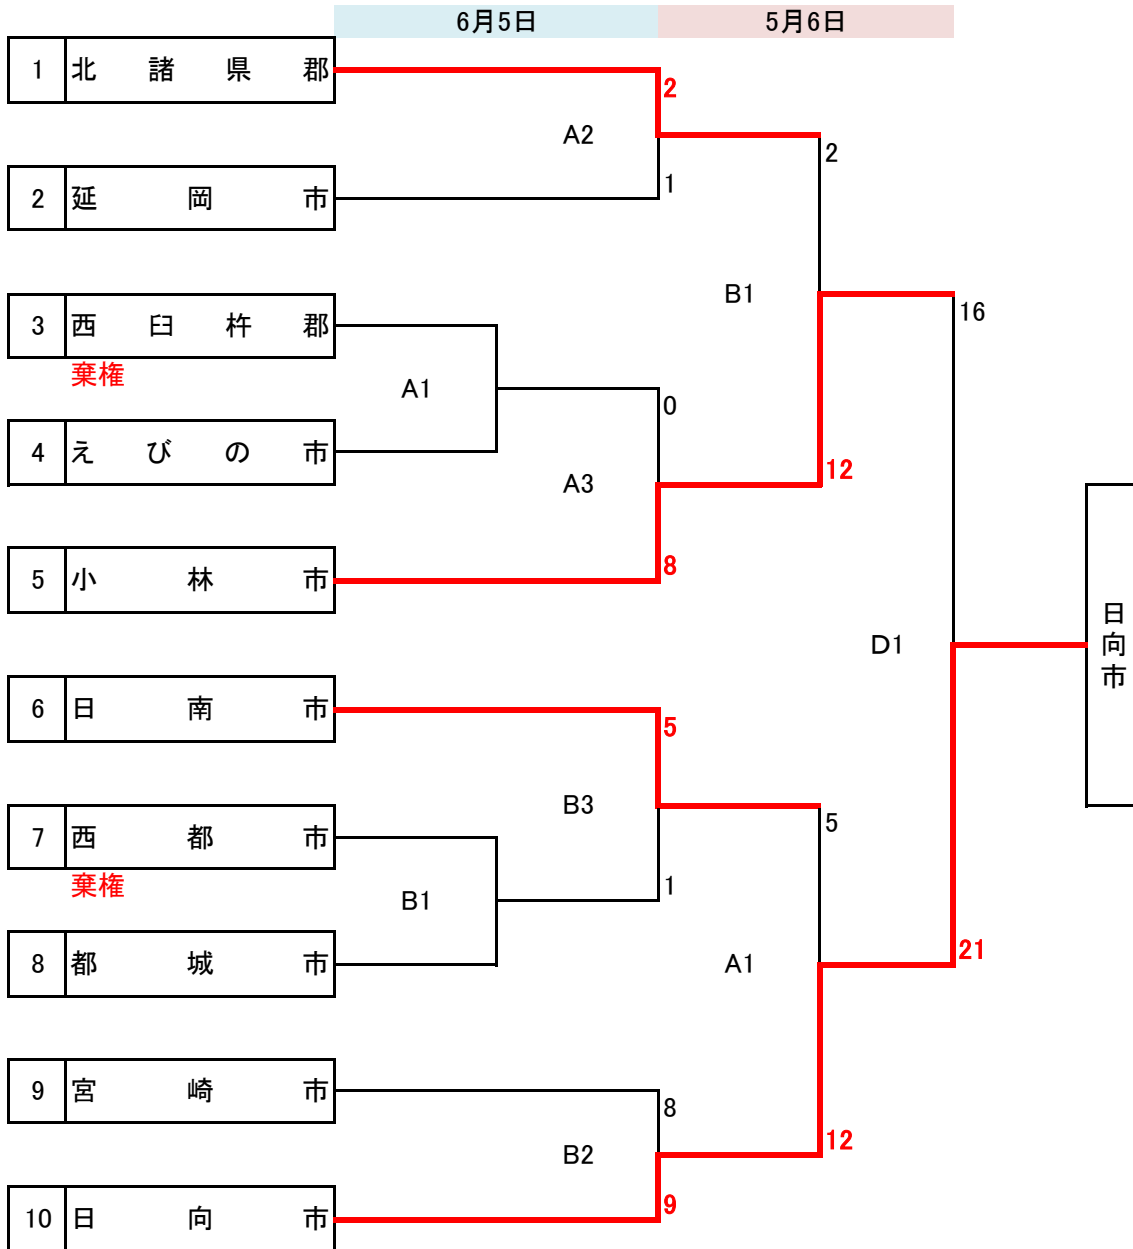 6月5日 5月6日
1 北諸県郡
2
A2
2
2 延岡市
1
B1
16
3 西臼杵郡
棄権
A1
0
4 えびの市
A3
12
5 小林市
8
D1
日向市
6 日南市
5
B3
5
7 西都市
棄権
B1
1
8 都城市
A1
21
9 宮崎市
8
B2
12
10 日向市
9